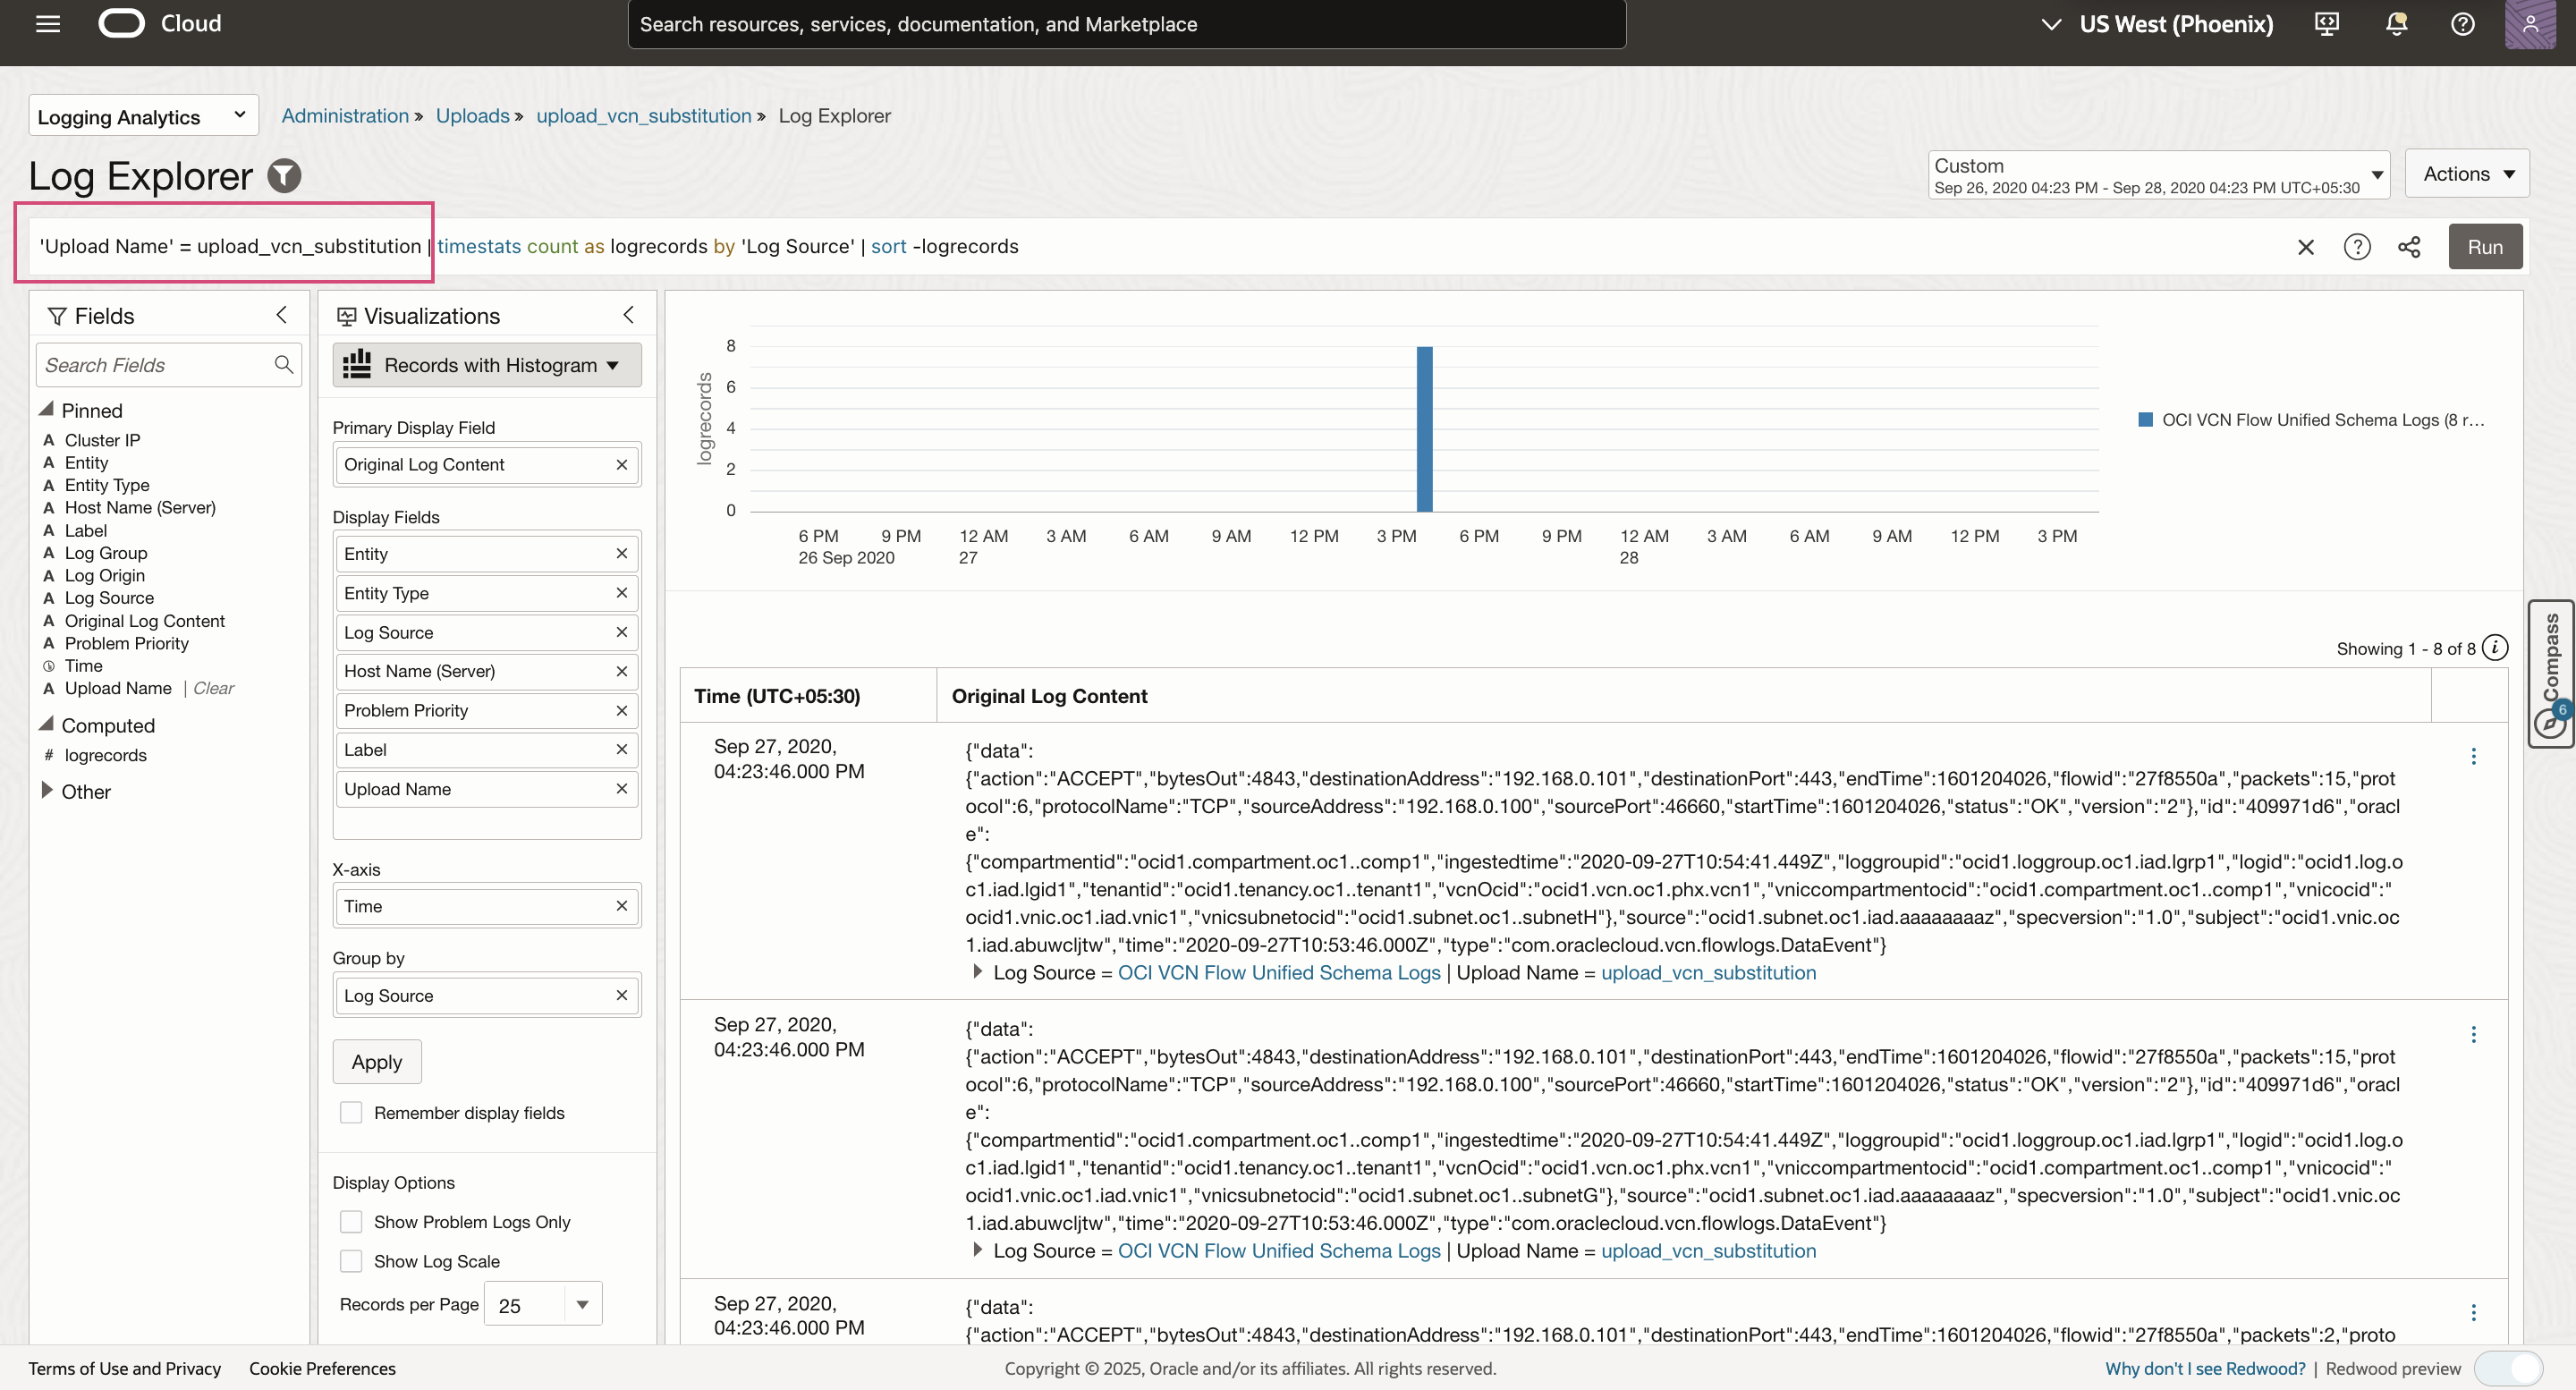 Cloud
Search resources, services, documentation, and Marketplace
US West (Phoenix)
Logging Analytics
Administration » Uploads » upload_vcn_substitution » Log Explorer
Log Explorer
Custom
Sep 26, 2020 04:23 PM - Sep 28, 2020 04:23 PM UTC+05:30
Actions
'Upload Name' = upload_vcn_substitution | timestats count as logrecords by 'Log Source' | sort -logrecords
Run
Fields
Search Fields
Pinned
A Cluster IP
A Entity
A Entity Type
A Host Name (Server)
A Label
A Log Group
A Log Origin
A Log Source
A Original Log Content
A Problem Priority
Time
A Upload Name | Clear
Computed
# logrecords
Other
Visualizations
Records with Histogram
Primary Display Field
Original Log Content
Display Fields
Entity
Entity Type
Log Source
Host Name (Server)
Problem Priority
Label
Upload Name
X-axis
Time
Group by
Log Source
Apply
Remember display fields
Display Options
Show Problem Logs Only
Show Log Scale
Records per Page 25
logrecords
8
6
4
2
0
6 PM 9 PM 12 AM 3 AM 6 AM 9 AM 12 PM 3 PM 6 PM 9 PM 12 AM 3 AM 6 AM 9 AM 12 PM 3 PM
26 Sep 2020 27 28
OCI VCN Flow Unified Schema Logs (8 r...
Showing 1 - 8 of 8
Compass
6
Time (UTC+05:30) Original Log Content
Sep 27, 2020,
04:23:46.000 PM
{"data":
{"action":"ACCEPT","bytesOut":4843,"destinationAddress":"192.168.0.101","destinationPort":443,"endTime":1601204026,"flowid":"27f8550a","packets":15,"prot
ocol":6,"protocolName":"TCP","sourceAddress":"192.168.0.100","sourcePort":46660,"startTime":1601204026,"status":"OK","version":"2"},"id":"409971d6","oracl
e":
{"compartmentid":"ocid1.compartment.oc1..comp1","ingestedtime":"2020-09-27T10:54:41.449Z","loggroupid":"ocid1.loggroup.oc1.iad.lgrp1","logid":"ocid1.log.o
c1.iad.lgid1","tenantid":"ocid1.tenancy.oc1..tenant1","vcnOcid":"ocid1.vcn.oc1.phx.vcn1","vniccompartmentocid":"ocid1.compartment.oc1..comp1","vnicocid":"
ocid1.vnic.oc1.iad.vnic1","vnicsubnetocid":"ocid1.subnet.oc1..subnetH"},"source":"ocid1.subnet.oc1.iad.aaaaaaaaz","specversion":"1.0","subject":"ocid1.vnic.oc
1.iad.abuwcljtw","time":"2020-09-27T10:53:46.000Z","type":"com.oraclecloud.vcn.flowlogs.DataEvent"}
Log Source = OCI VCN Flow Unified Schema Logs | Upload Name = upload_vcn_substitution
Sep 27, 2020,
04:23:46.000 PM
{"data":
{"action":"ACCEPT","bytesOut":4843,"destinationAddress":"192.168.0.101","destinationPort":443,"endTime":1601204026,"flowid":"27f8550a","packets":15,"prot
ocol":6,"protocolName":"TCP","sourceAddress":"192.168.0.100","sourcePort":46660,"startTime":1601204026,"status":"OK","version":"2"},"id":"409971d6","oracl
e":
{"compartmentid":"ocid1.compartment.oc1..comp1","ingestedtime":"2020-09-27T10:54:41.449Z","loggroupid":"ocid1.loggroup.oc1.iad.lgrp1","logid":"ocid1.log.o
c1.iad.lgid1","tenantid":"ocid1.tenancy.oc1..tenant1","vcnOcid":"ocid1.vcn.oc1.phx.vcn1","vniccompartmentocid":"ocid1.compartment.oc1..comp1","vnicocid":"
ocid1.vnic.oc1.iad.vnic1","vnicsubnetocid":"ocid1.subnet.oc1..subnetG"},"source":"ocid1.subnet.oc1.iad.aaaaaaaaz","specversion":"1.0","subject":"ocid1.vnic.oc
1.iad.abuwcljtw","time":"2020-09-27T10:53:46.000Z","type":"com.oraclecloud.vcn.flowlogs.DataEvent"}
Log Source = OCI VCN Flow Unified Schema Logs | Upload Name = upload_vcn_substitution
Sep 27, 2020,
04:23:46.000 PM
{"data":
{"action":"ACCEPT","bytesOut":4843,"destinationAddress":"192.168.0.101","destinationPort":443,"endTime":1601204026,"flowid":"27f8550a","packets":2,"proto
Terms of Use and Privacy Cookie Preferences
Copyright © 2025, Oracle and/or its affiliates. All rights reserved.
Why don't I see Redwood? | Redwood preview